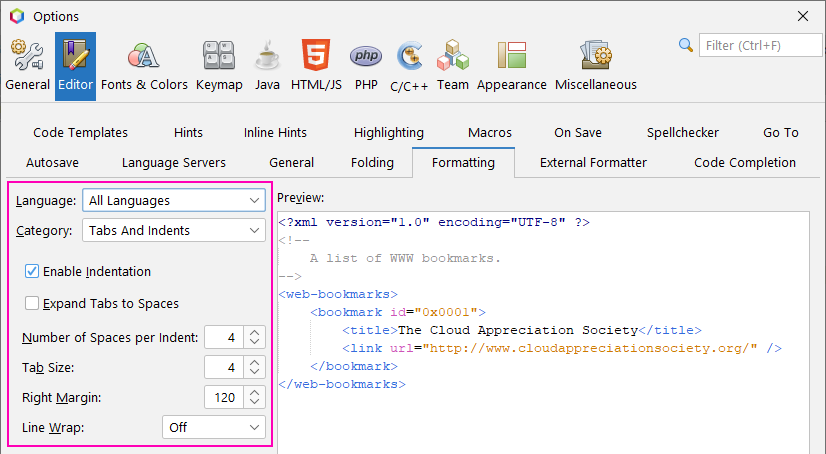 Options
Filter (Ctrl+F)
General Editor Fonts & Colors Keymap Java HTML/JS PHP C/C++ Team Appearance Miscellaneous
Code Templates Hints Inline Hints Highlighting Macros On Save Spellchecker Go To
Autosave Language Servers General Folding Formatting External Formatter Code Completion
Language: All Languages
Category: Tabs And Indents
Enable Indentation
Expand Tabs to Spaces
Number of Spaces per Indent: 4
Tab Size: 4
Right Margin: 120
Line Wrap: Off
Preview:
<?xml version="1.0" encoding="UTF-8" ?>
<!--
    A list of WWW bookmarks.
-->
<web-bookmarks>
    <bookmark id="0x0001">
        <title>The Cloud Appreciation Society</title>
        <link url="http://www.cloudappreciationsociety.org/" />
    </bookmark>
</web-bookmarks>